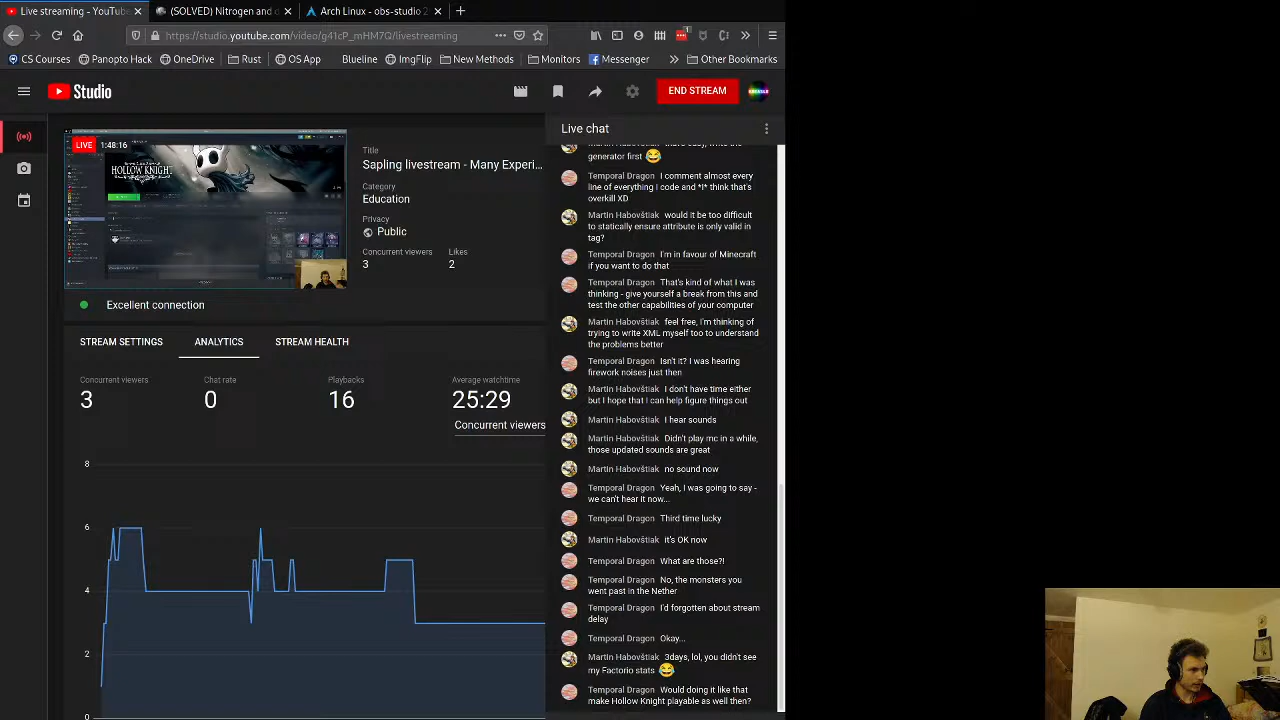 Live streaming - YouTube
(SOLVED) Nitrogen and d
Arch Linux - obs-studio 2
https://studio.youtube.com/video/g41cP_mHM7Q/livestreaming
CS Courses
Panopto Hack
OneDrive
Rust
OS App
Blueline
ImgFlip
New Methods
Monitors
Messenger
Other Bookmarks
Studio
END STREAM
LIVE
1:48:16
HOLLOW KNIGHT
Title
Sapling livestream - Many Experi...
Category
Education
Privacy
Public
Concurrent viewers
Likes
3
2
Excellent connection
STREAM SETTINGS
ANALYTICS
STREAM HEALTH
Concurrent viewers
Chat rate
Playbacks
Average watchtime
3
0
16
25:29
Concurrent viewers
8
6
4
2
0
Live chat
generator first 😂
Temporal Dragon I comment almost every
line of everything I code and *I* think that's
overkill XD
Martin Habovštiak would it be too difficult
to statically ensure attribute is only valid in
tag?
Temporal Dragon I'm in favour of Minecraft
if you want to do that
Temporal Dragon That's kind of what I was
thinking - give yourself a break from this and
test the other capabilities of your computer
Martin Habovštiak feel free, I'm thinking of
trying to write XML myself too to understand
the problems better
Temporal Dragon Isn't it? I was hearing
firework noises just then
Martin Habovštiak I don't have time either
but I hope that I can help figure things out
Martin Habovštiak I hear sounds
Martin Habovštiak Didn't play mc in a while,
those updated sounds are great
Martin Habovštiak no sound now
Temporal Dragon Yeah, I was going to say -
we can't hear it now...
Temporal Dragon Third time lucky
Martin Habovštiak it's OK now
Temporal Dragon What are those?!
Temporal Dragon No, the monsters you
went past in the Nether
Temporal Dragon I'd forgotten about stream
delay
Temporal Dragon Okay...
Martin Habovštiak 3days, lol, you didn't see
my Factorio stats 😂
Temporal Dragon Would doing it like that
make Hollow Knight playable as well then?